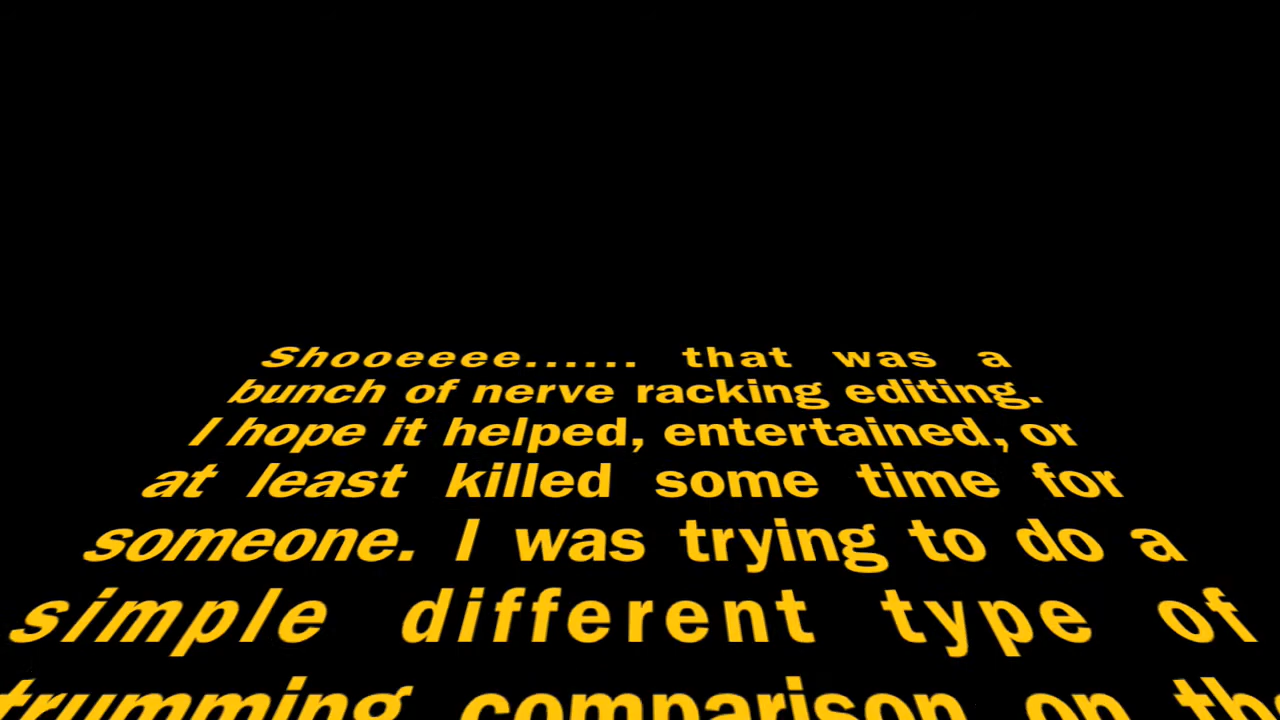 Shooeeee...... that was a
bunch of nerve racking editing.
I hope it helped, entertained, or
at least killed some time for
someone. I was trying to do a
simple different type of
trumming comparison on the